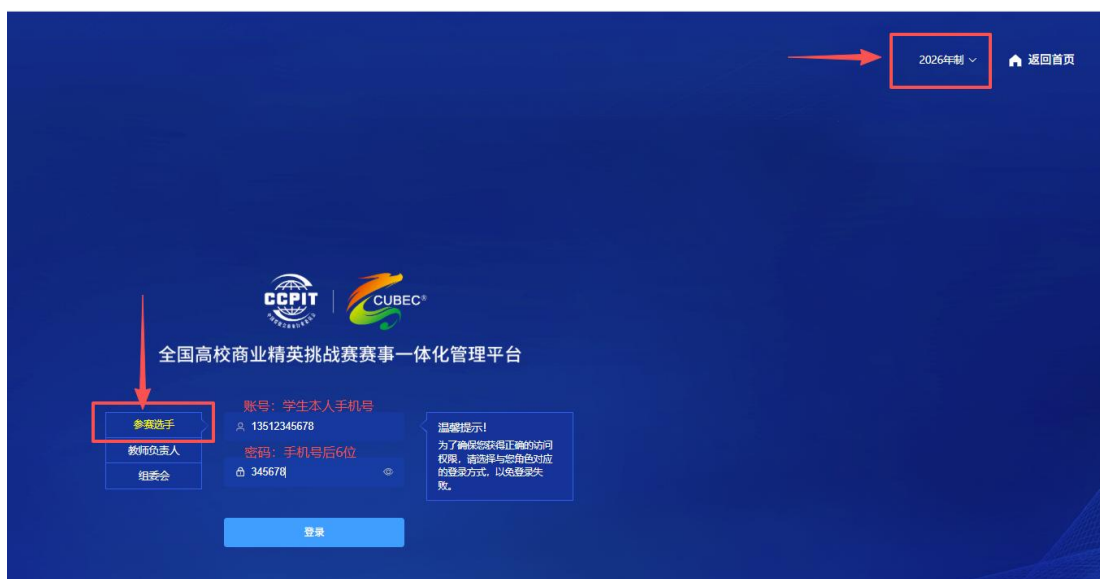 2026年制
返回首页
CCPIT
CUBEC®
全国高校商业精英挑战赛赛事一体化管理平台
账号：学生本人手机号
参赛选手
13512345678
温馨提示!
为了确保您获得正确的访问
权限，请选择与您角色对应
的登录方式，以免登录失
败。
教师负责人
密码：手机号后6位
组委会
345678
登录